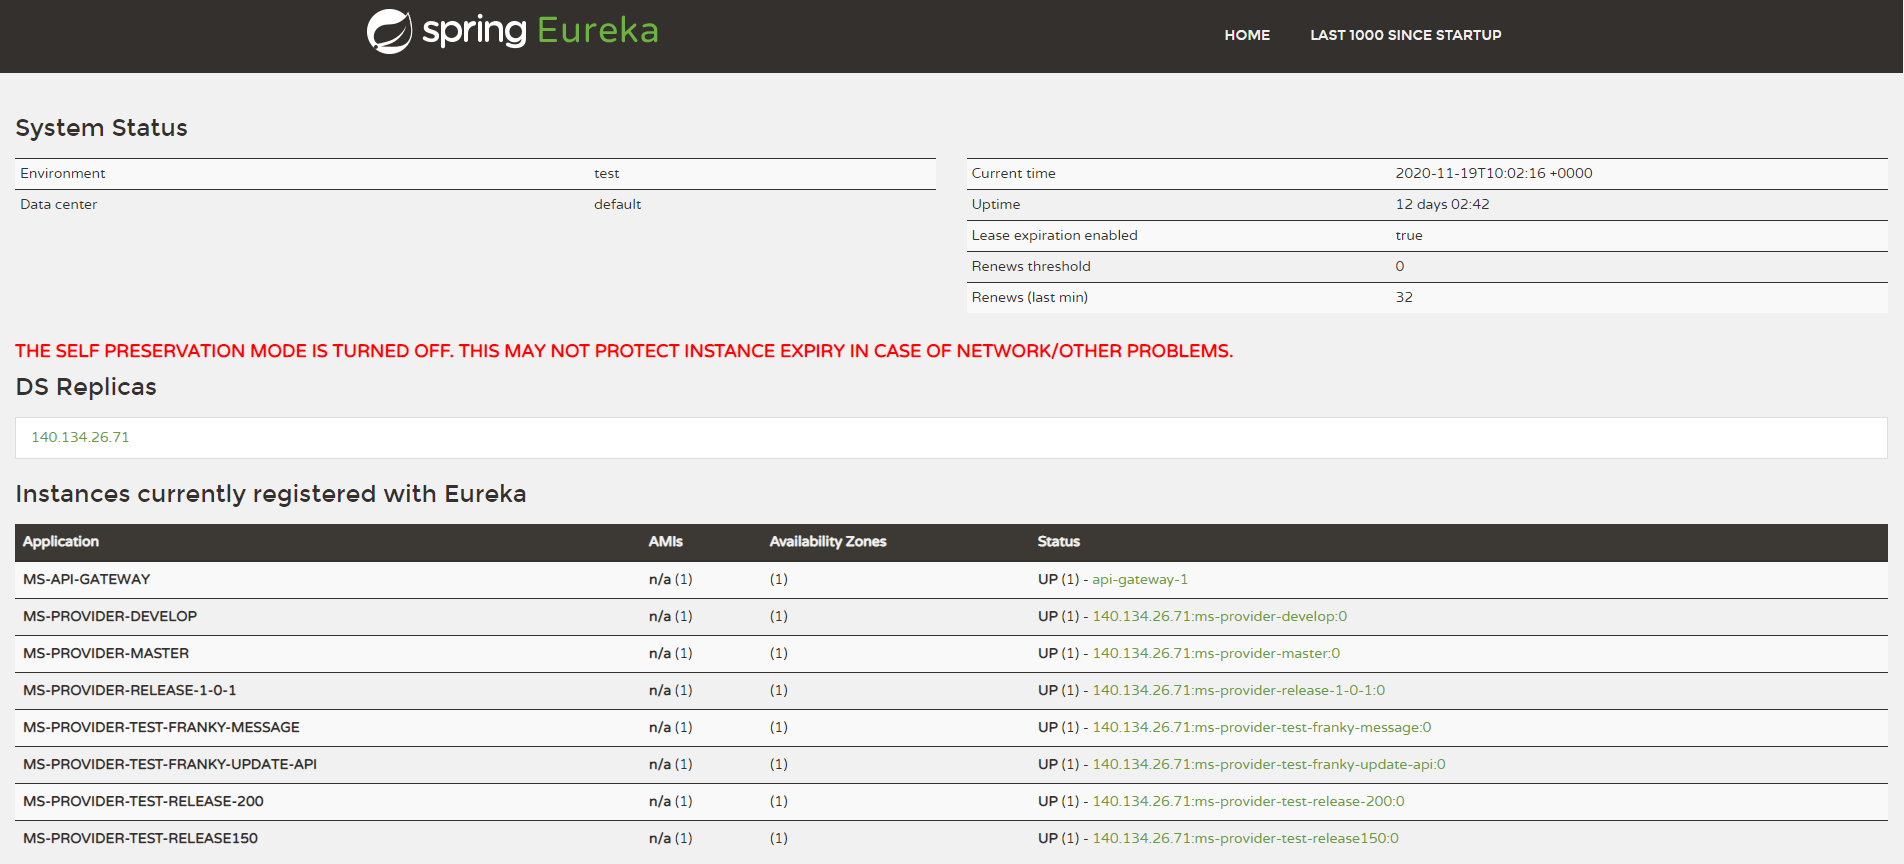 spring Eureka
HOME LAST 1000 SINCE STARTUP
System Status
Environment test
Data center default
Current time 2020-11-19T10:02:16 +0000
Uptime 12 days 02:42
Lease expiration enabled true
Renews threshold 0
Renews (last min) 32
THE SELF PRESERVATION MODE IS TURNED OFF. THIS MAY NOT PROTECT INSTANCE EXPIRY IN CASE OF NETWORK/OTHER PROBLEMS.
DS Replicas
140.134.26.71
Instances currently registered with Eureka
Application AMIs Availability Zones Status
MS-API-GATEWAY n/a (1) (1) UP (1) - api-gateway-1
MS-PROVIDER-DEVELOP n/a (1) (1) UP (1) - 140.134.26.71:ms-provider-develop:0
MS-PROVIDER-MASTER n/a (1) (1) UP (1) - 140.134.26.71:ms-provider-master:0
MS-PROVIDER-RELEASE-1-0-1 n/a (1) (1) UP (1) - 140.134.26.71:ms-provider-release-1-0-1:0
MS-PROVIDER-TEST-FRANKY-MESSAGE n/a (1) (1) UP (1) - 140.134.26.71:ms-provider-test-franky-message:0
MS-PROVIDER-TEST-FRANKY-UPDATE-API n/a (1) (1) UP (1) - 140.134.26.71:ms-provider-test-franky-update-api:0
MS-PROVIDER-TEST-RELEASE-200 n/a (1) (1) UP (1) - 140.134.26.71:ms-provider-test-release-200:0
MS-PROVIDER-TEST-RELEASE150 n/a (1) (1) UP (1) - 140.134.26.71:ms-provider-test-release150:0